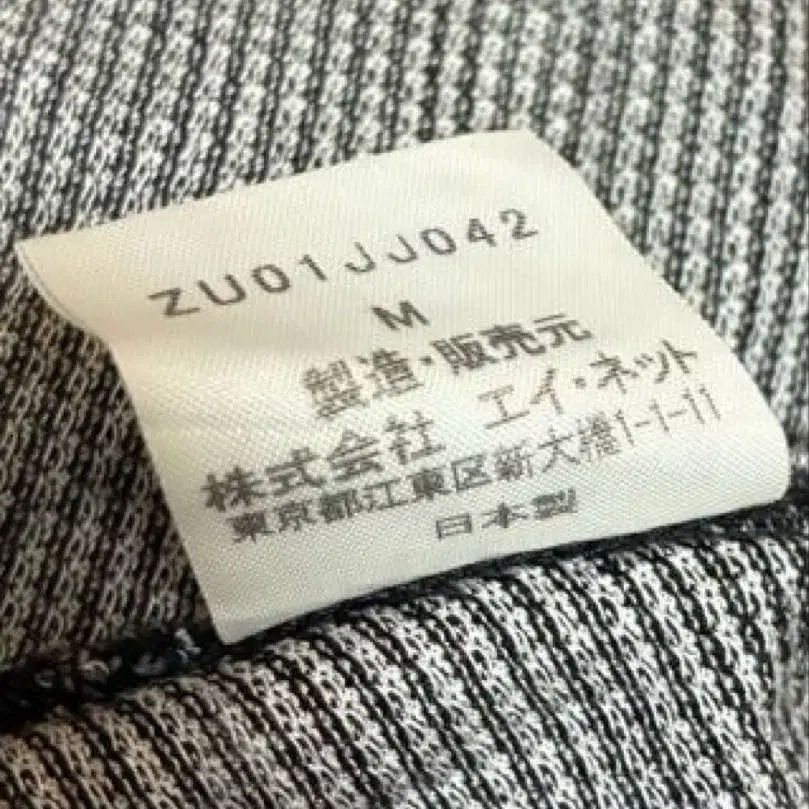 ZU01JJ042
M
製造・販売元
株式会社 エイ・ネット
東京都江東区新大橋1-1-11
日本製